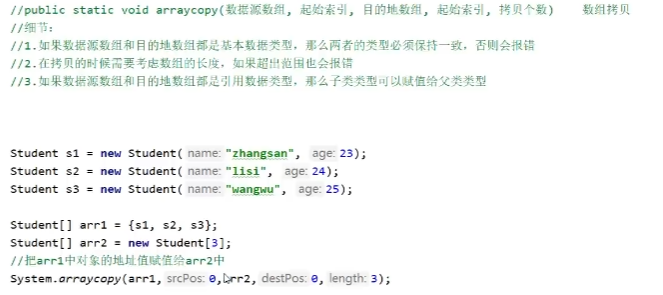 //public static void arraycopy(数据源数组, 起始索引, 目的地数组, 起始索引, 拷贝个数)    数组拷贝
//细节:
//1.如果数据源数组和目的地数组都是基本数据类型, 那么两者的类型必须保持一致, 否则会报错
//2.在拷贝的时候需要考虑数组的长度, 如果超出范围也会报错
//3.如果数据源数组和目的地数组都是引用数据类型, 那么子类类型可以赋值给父类类型
Student s1 = new Student( name: "zhangsan", age: 23);
Student s2 = new Student( name: "lisi", age: 24);
Student s3 = new Student( name: "wangwu", age: 25);
Student[] arr1 = {s1, s2, s3};
Student[] arr2 = new Student[3];
//把arr1中对象的地址值赋值给arr2中
System.arraycopy(arr1, srcPos: 0,arr2, destPos: 0, length: 3);